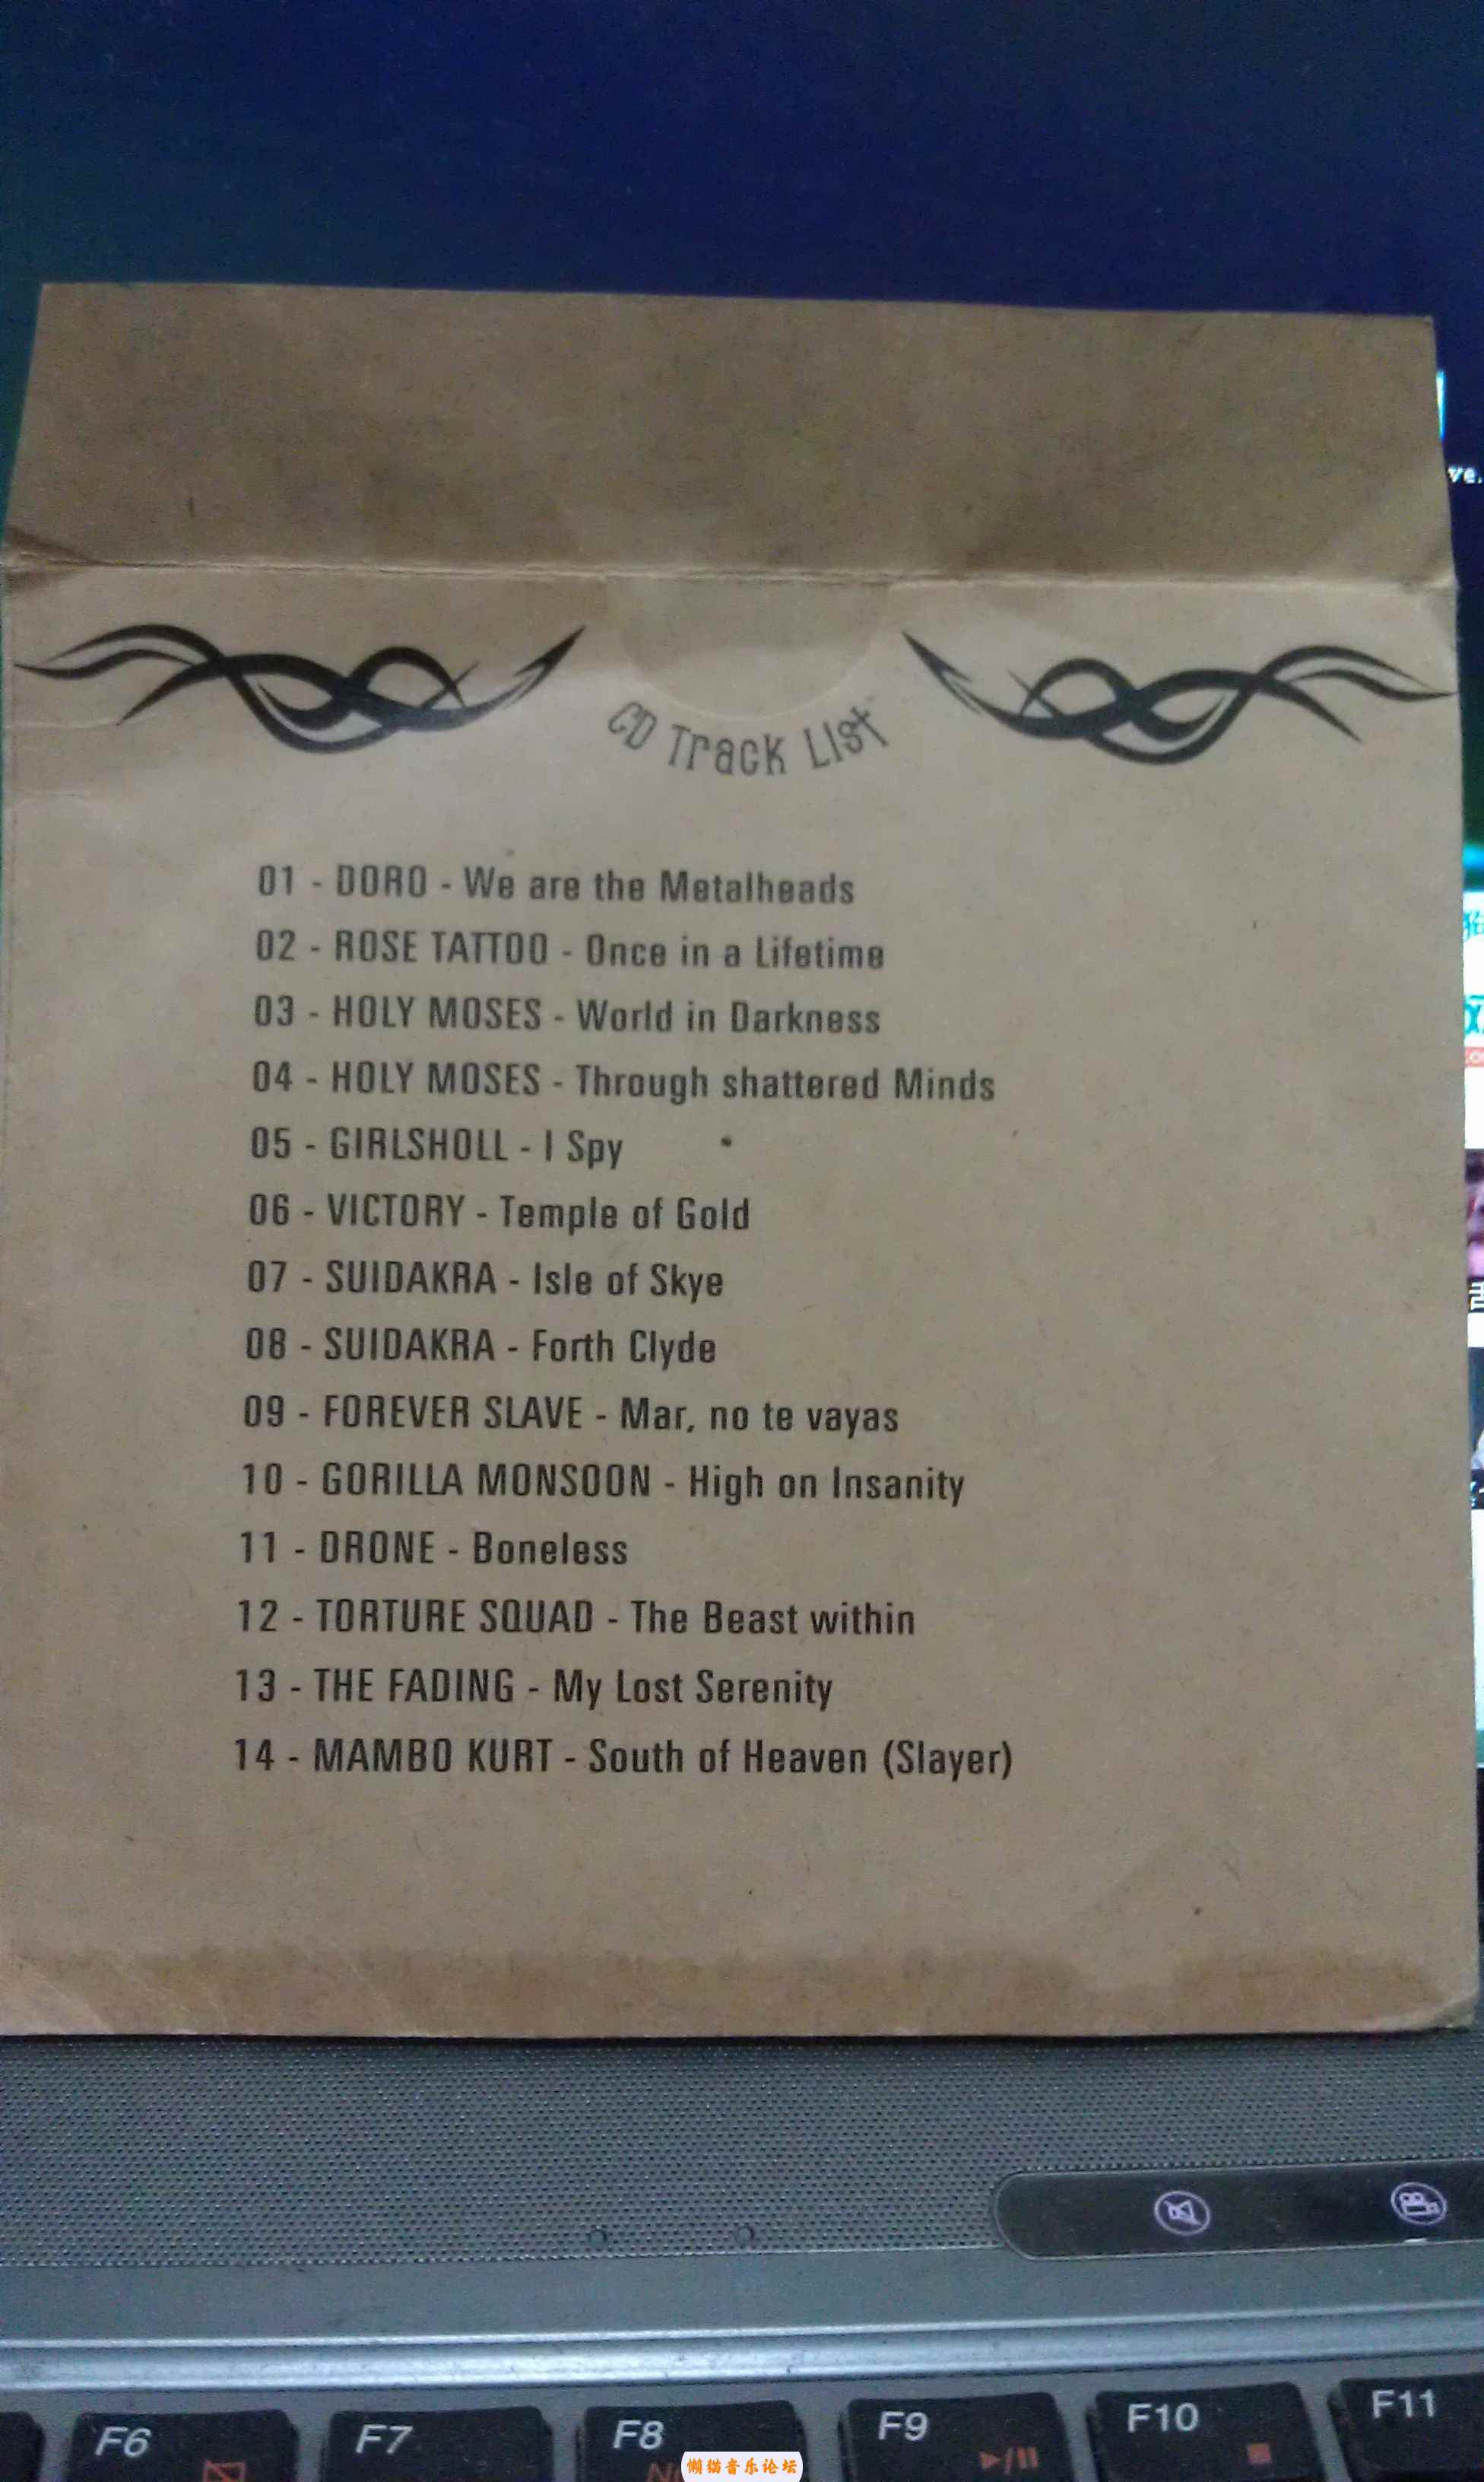 ve.
CD Track List
01 - DORO - We are the Metalheads
02 - ROSE TATTOO - Once in a Lifetime
03 - HOLY MOSES - World in Darkness
04 - HOLY MOSES - Through shattered Minds
05 - GIRLSHOLL - I Spy
06 - VICTORY - Temple of Gold
07 - SUIDAKRA - Isle of Skye
08 - SUIDAKRA - Forth Clyde
09 - FOREVER SLAVE - Mar, no te vayas
10 - GORILLA MONSOON - High on Insanity
11 - DRONE - Boneless
12 - TORTURE SQUAD - The Beast within
13 - THE FADING - My Lost Serenity
14 - MAMBO KURT - South of Heaven (Slayer)
F6 F7 F8 F9 F10 F11
懒猫音乐论坛